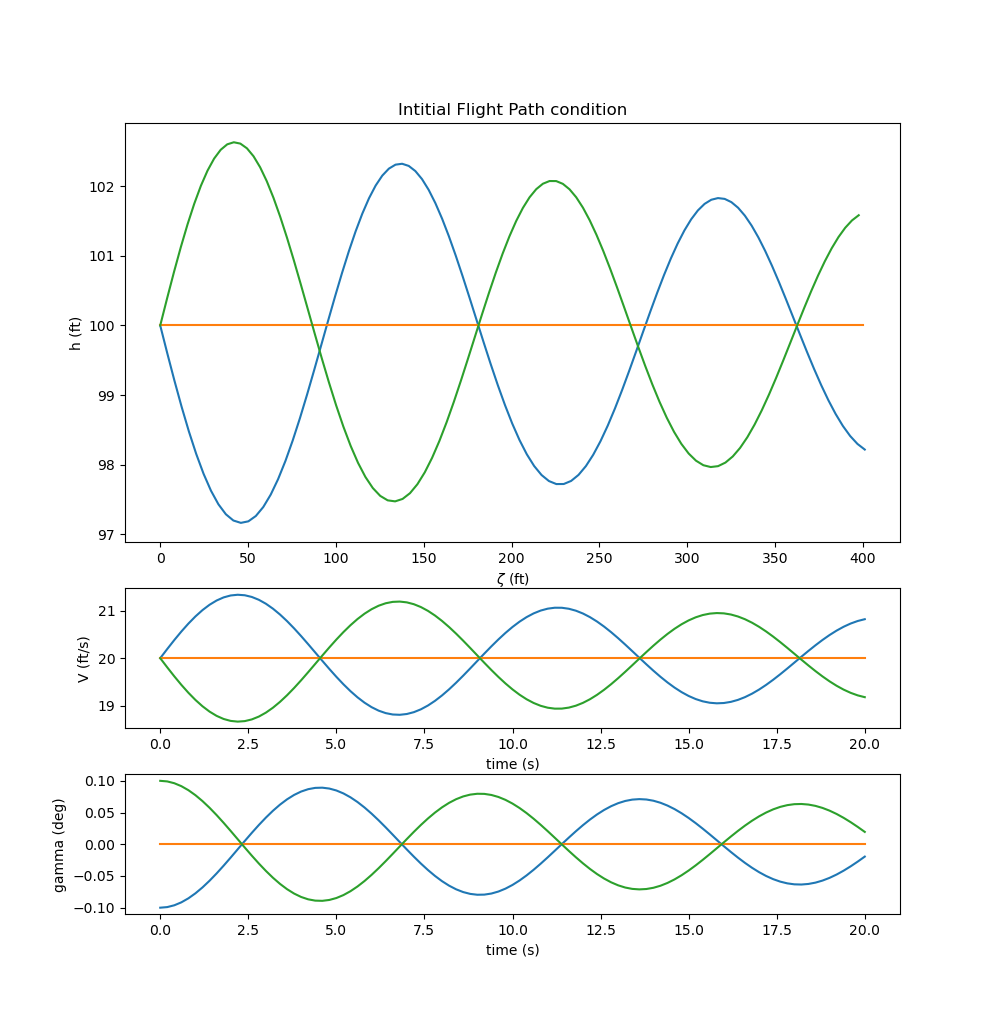 Intitial Flight Path condition
h (ft)
102
101
100
99
98
97
0 50 100 150 200 250 300 350 400
ζ (ft)
V (ft/s)
21
20
19
0.0 2.5 5.0 7.5 10.0 12.5 15.0 17.5 20.0
time (s)
gamma (deg)
0.10
0.05
0.00
−0.05
−0.10
0.0 2.5 5.0 7.5 10.0 12.5 15.0 17.5 20.0
time (s)